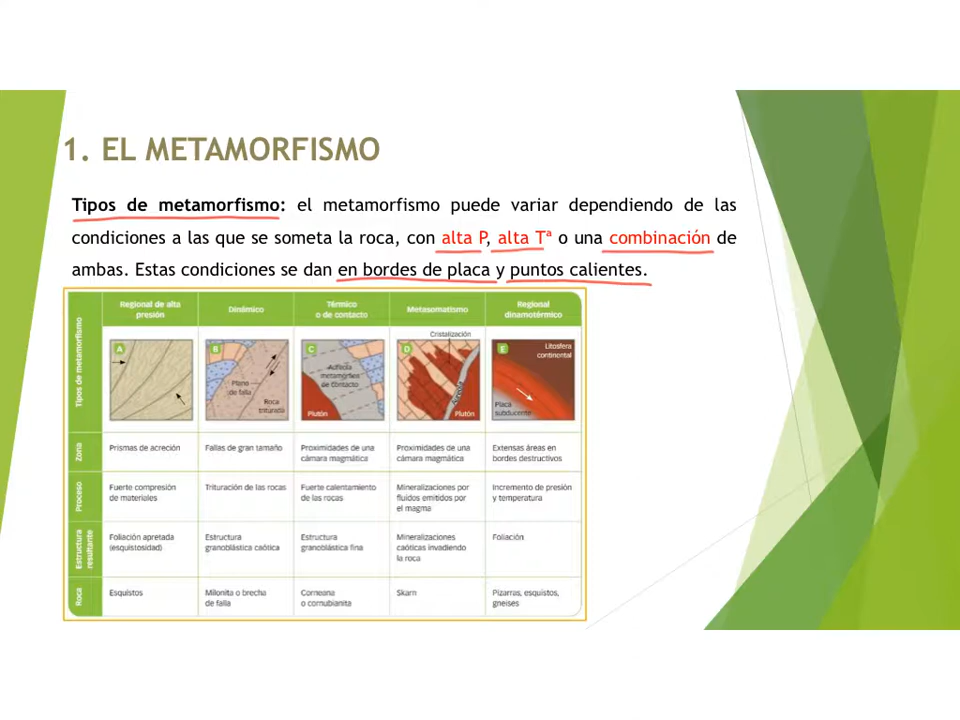 1. EL METAMORFISMO
Tipos de metamorfismo: el metamorfismo puede variar dependiendo de las
condiciones a las que se someta la roca, con alta P, alta Tª o una combinación de
ambas. Estas condiciones se dan en bordes de placa y puntos calientes.
Tipos de metamorfismo
Regional de alta
presión
Dinámico
Térmico
o de contacto
Metasomatismo
Regional
dinamotérmico
A
B
Plano
de falla
Roca
triturada
C
Aureola
metamórfica
de contacto
Plutón
Cristalización
D
Aureola
Plutón
E
Litosfera
continental
Placa
subducente
Zona
Prismas de acreción
Fallas de gran tamaño
Proximidades de una
cámara magmática
Proximidades de una
cámara magmática
Extensas áreas en
bordes destructivos
Proceso
Fuerte compresión
de materiales
Trituración de las rocas
Fuerte calentamiento
de las rocas
Mineralizaciones por
fluidos emitidos por
el magma
Incremento de presión
y temperatura
Estructura
resultante
Foliación apretada
(esquistosidad)
Estructura
granoblástica caótica
Estructura
granoblástica fina
Mineralizaciones
caóticas invadiendo
la roca
Foliación
Roca
Esquistos
Milonita o brecha
de falla
Corneana
o cornubianita
Skarn
Pizarras, esquistos,
gneises